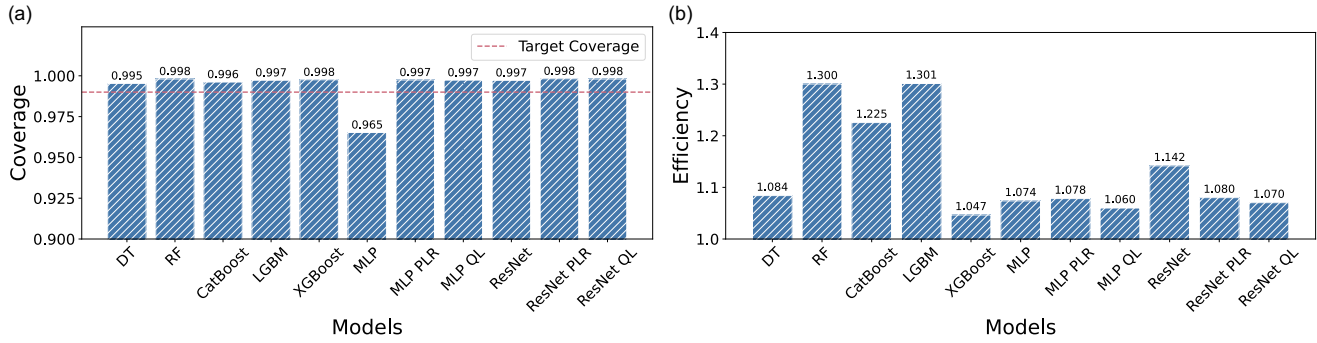 (a)
Target Coverage
0.995 0.998 0.996 0.997 0.998 0.965 0.997 0.997 0.997 0.998 0.998
1.000
0.975
0.950
0.925
0.900
Coverage
DT RF CatBoost LGBM XGBoost MLP MLP PLR MLP QL ResNet ResNet PLR ResNet QL
Models
(b)
1.4
1.3
1.2
1.1
1.0
Efficiency
1.084 1.300 1.225 1.301 1.047 1.074 1.078 1.060 1.142 1.080 1.070
DT RF CatBoost LGBM XGBoost MLP MLP PLR MLP QL ResNet ResNet PLR ResNet QL
Models